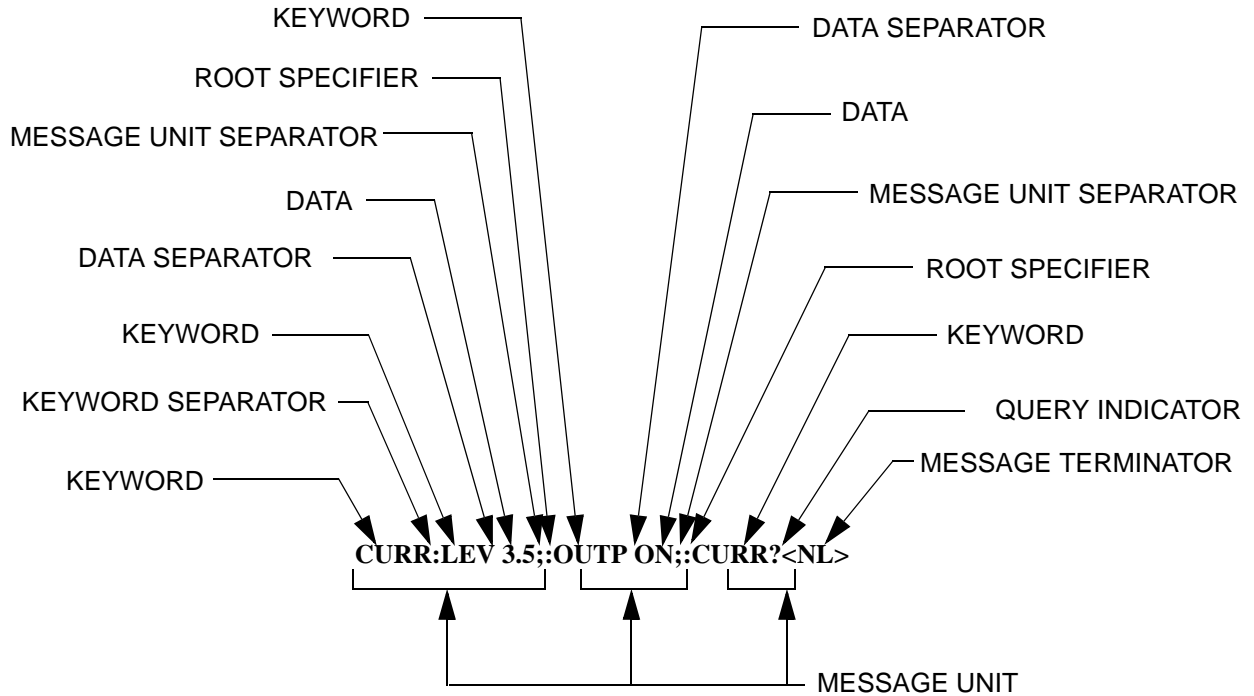 KEYWORD
DATA SEPARATOR
ROOT SPECIFIER
DATA
MESSAGE UNIT SEPARATOR
MESSAGE UNIT SEPARATOR
DATA
DATA SEPARATOR
ROOT SPECIFIER
KEYWORD
KEYWORD
KEYWORD SEPARATOR
QUERY INDICATOR
KEYWORD
MESSAGE TERMINATOR
CURR:LEV 3.5;:OUTP ON;:CURR?<NL>
MESSAGE UNIT